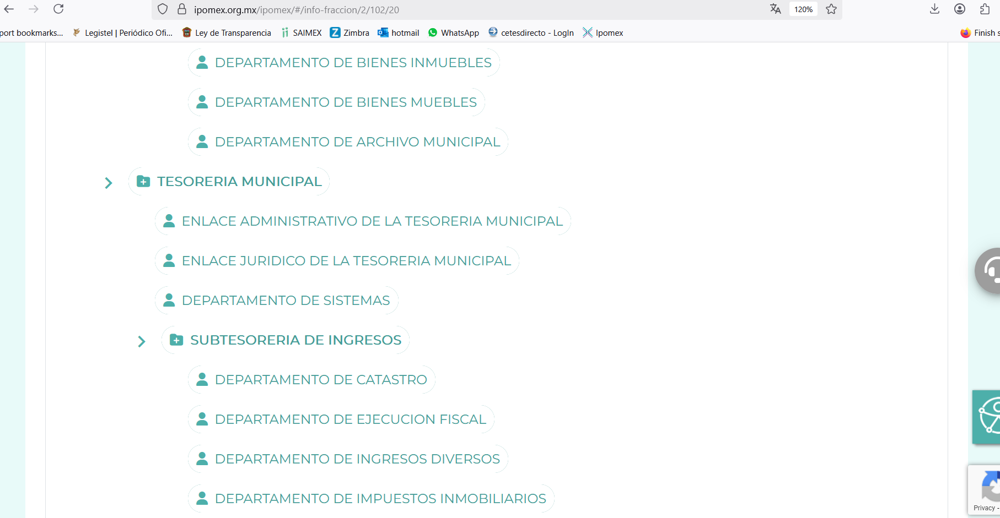 ipomex.org.mx/ipomex/#/info-fraccion/2/102/20
120%
port bookmarks...
Legistel | Periódico Ofi...
Ley de Transparencia
SAIMEX
Zimbra
hotmail
WhatsApp
cetesdirecto - LogIn
Ipomex
Finish s
DEPARTAMENTO DE BIENES INMUEBLES
DEPARTAMENTO DE BIENES MUEBLES
DEPARTAMENTO DE ARCHIVO MUNICIPAL
TESORERIA MUNICIPAL
ENLACE ADMINISTRATIVO DE LA TESORERIA MUNICIPAL
ENLACE JURIDICO DE LA TESORERIA MUNICIPAL
DEPARTAMENTO DE SISTEMAS
SUBTESORERIA DE INGRESOS
DEPARTAMENTO DE CATASTRO
DEPARTAMENTO DE EJECUCION FISCAL
DEPARTAMENTO DE INGRESOS DIVERSOS
DEPARTAMENTO DE IMPUESTOS INMOBILIARIOS
Privacy -